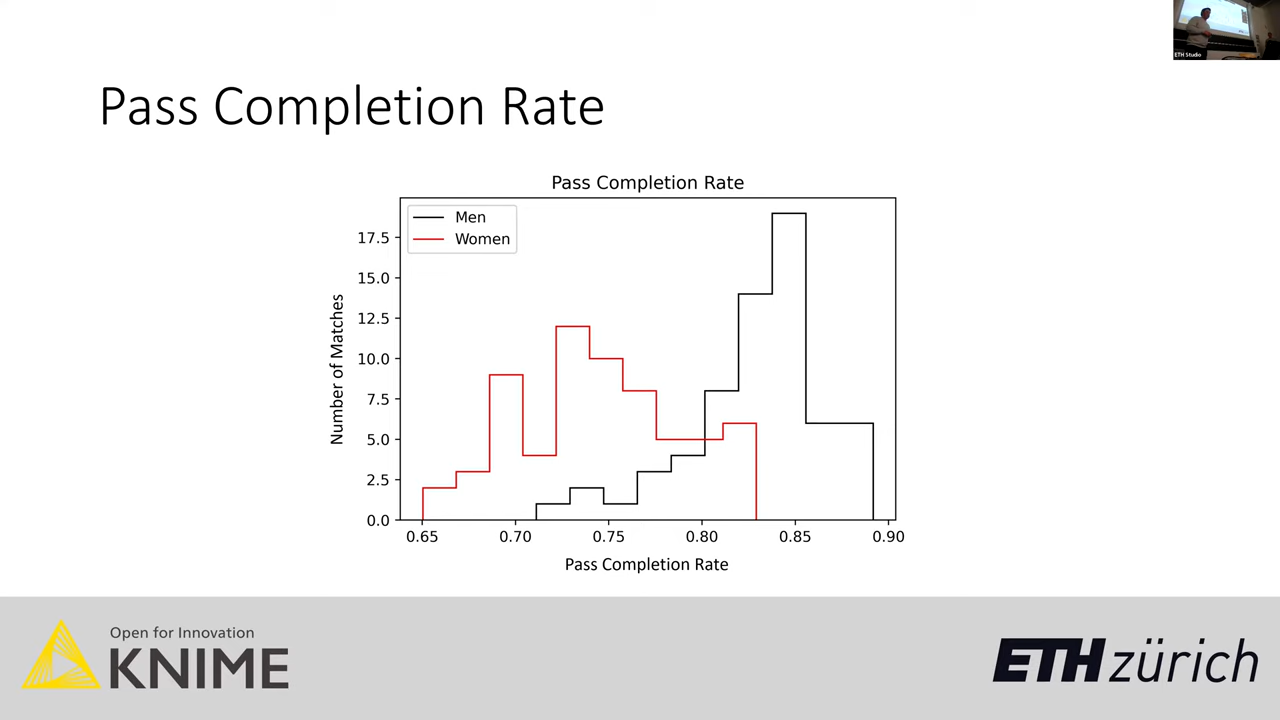 ETH Studio
Pass Completion Rate
Pass Completion Rate
Men
Women
17.5
15.0
12.5
10.0
7.5
5.0
2.5
0.0
Number of Matches
0.65 0.70 0.75 0.80 0.85 0.90
Pass Completion Rate
Open for Innovation
KNIME
ETH zürich